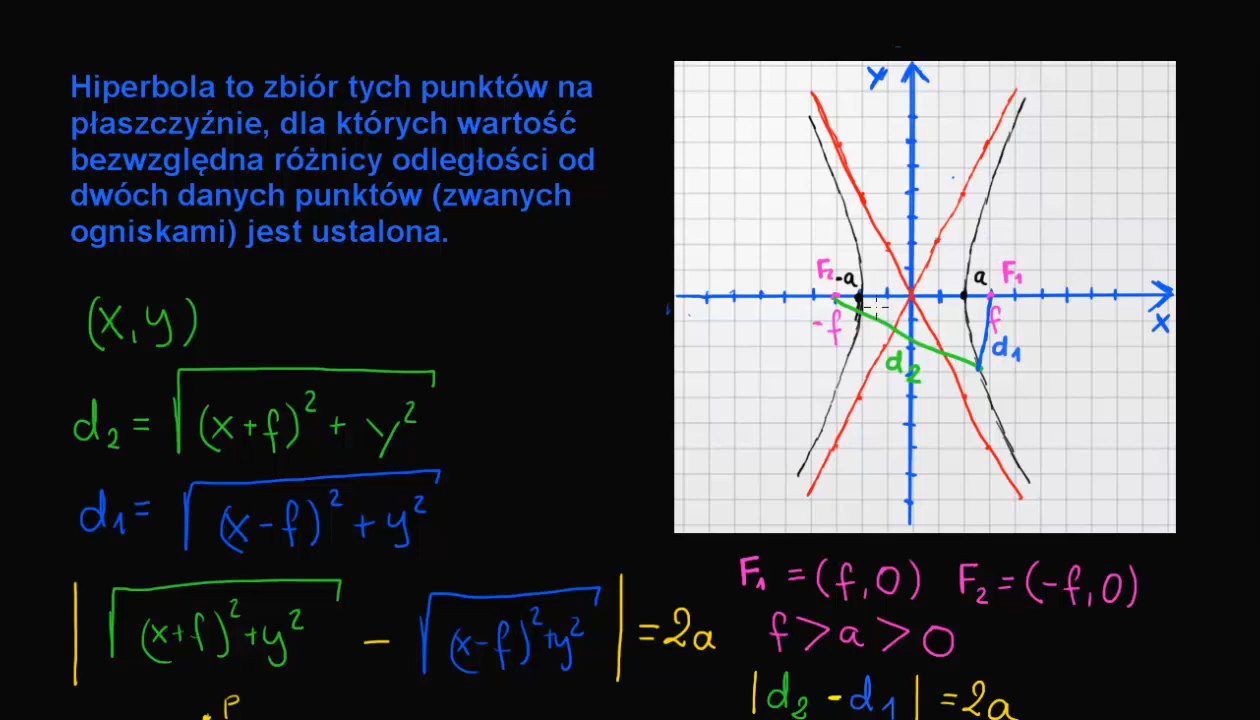 Hiperbola to zbiór tych punktów na
płaszczyźnie, dla których wartość
bezwzględna różnicy odległości od
dwóch danych punktów (zwanych
ogniskami) jest ustalona.
(x,y)
d₂ = √((x+f)² + y²)
d₁ = √((x-f)² + y²)
|√((x+f)²+y²) - √((x-f)²+y²)| = 2a
P
Y
F₂ -a a F₁
-f f X
d₂ d₁
F₁ = (f,0) F₂ = (-f,0)
f > a > 0
|d₂ - d₁| = 2a